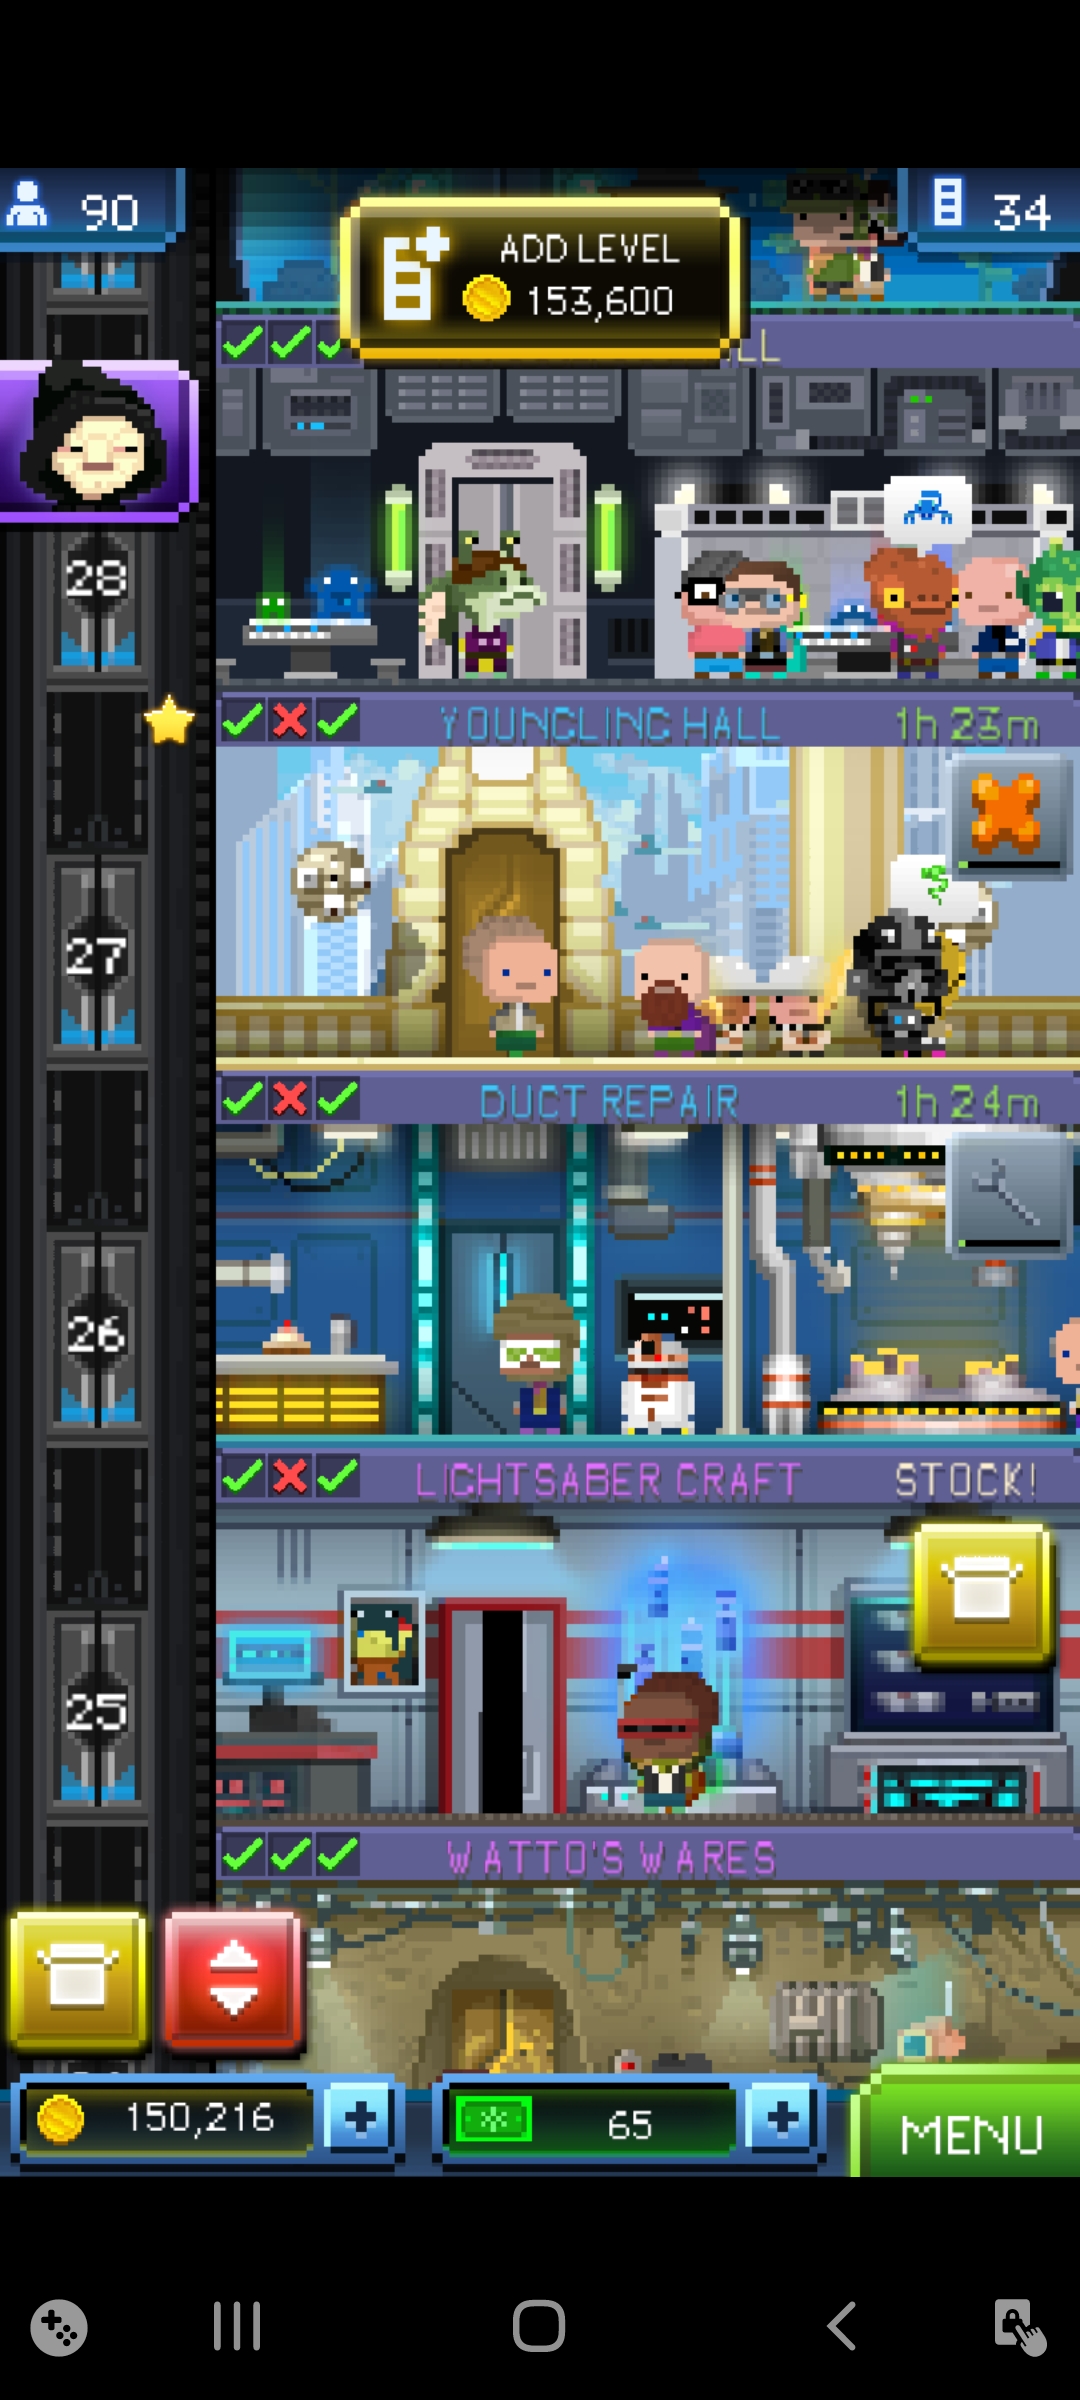 90
ADD LEVEL
153,600
34
LL
28
YOUNGLING HALL
1h 23m
27
DUCT REPAIR
1h 24m
26
LIGHTSABER CRAFT
STOCK!
25
WATTO'S WARES
150,216
65
MENU